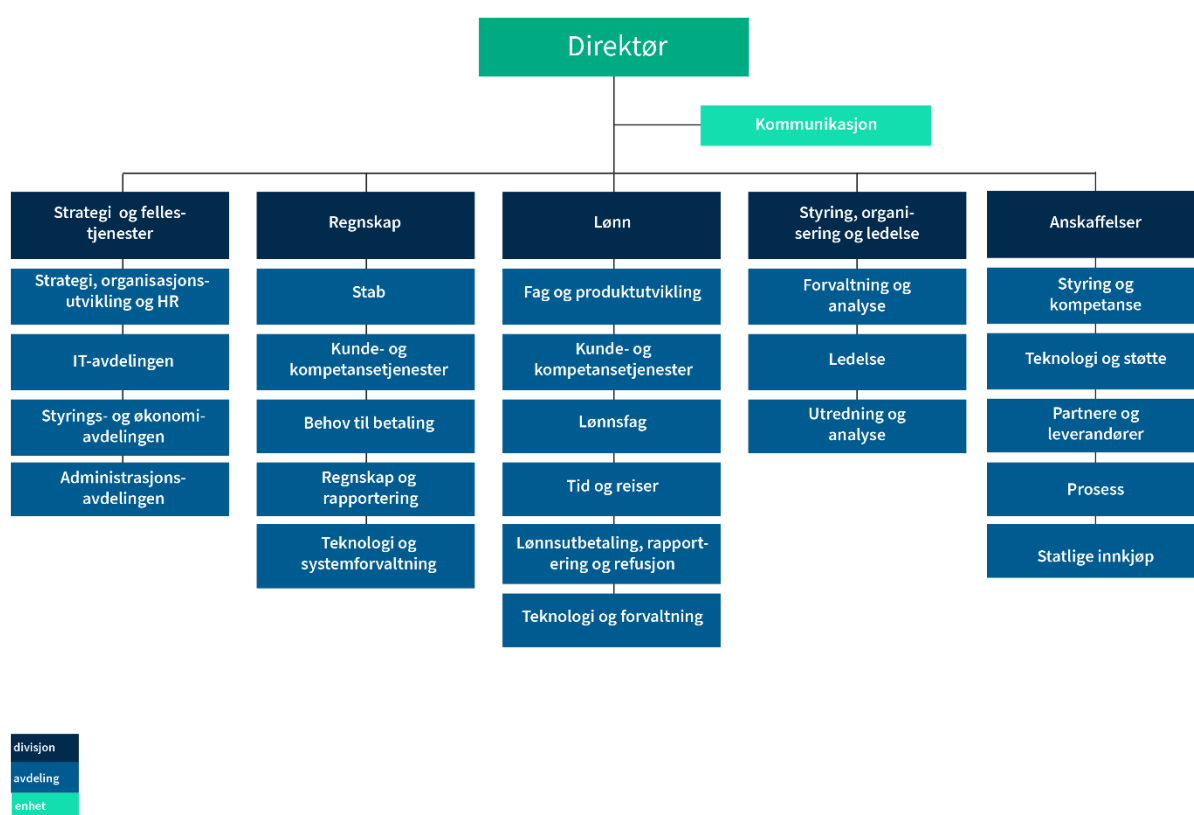 Direktør
Kommunikasjon
Strategi og felles-
tjenester
Strategi, organisasjons-
utvikling og HR
IT-avdelingen
Styrings- og økonomi-
avdelingen
Administrasjons-
avdelingen
Regnskap
Stab
Kunde- og
kompetansetjenester
Behov til betaling
Regnskap og
rapportering
Teknologi og
systemforvaltning
Lønn
Fag og produktutvikling
Kunde- og
kompetansetjenester
Lønnsfag
Tid og reiser
Lønnsutbetaling, rapport-
ering og refusjon
Teknologi og forvaltning
Styring, organi-
sering og ledelse
Forvaltning og
analyse
Ledelse
Utredning og
analyse
Anskaffelser
Styring og
kompetanse
Teknologi og støtte
Partnere og
leverandører
Prosess
Statlige innkjøp
divisjon
avdeling
enhet